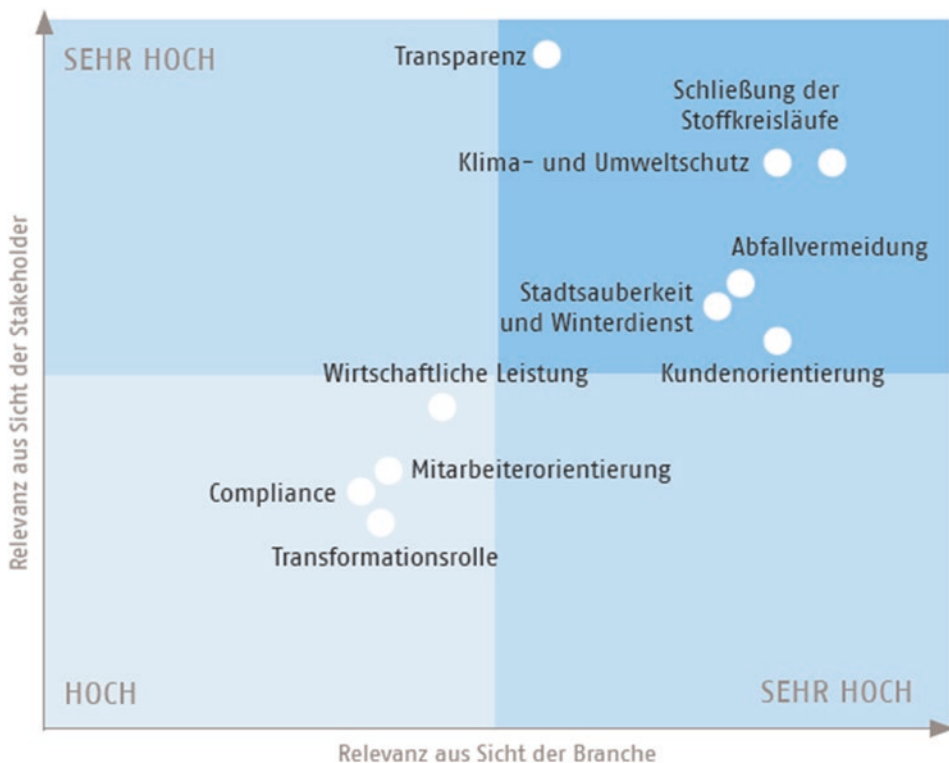 SEHR HOCH
Transparenz
Schließung der
Stoffkreisläufe
Klima- und Umweltschutz
Abfallvermeidung
Stadtsauberkeit
und Winterdienst
Kundenorientierung
Wirtschaftliche Leistung
Mitarbeiterorientierung
Compliance
Transformationsrolle
HOCH
SEHR HOCH
Relevanz aus Sicht der Stakeholder
Relevanz aus Sicht der Branche